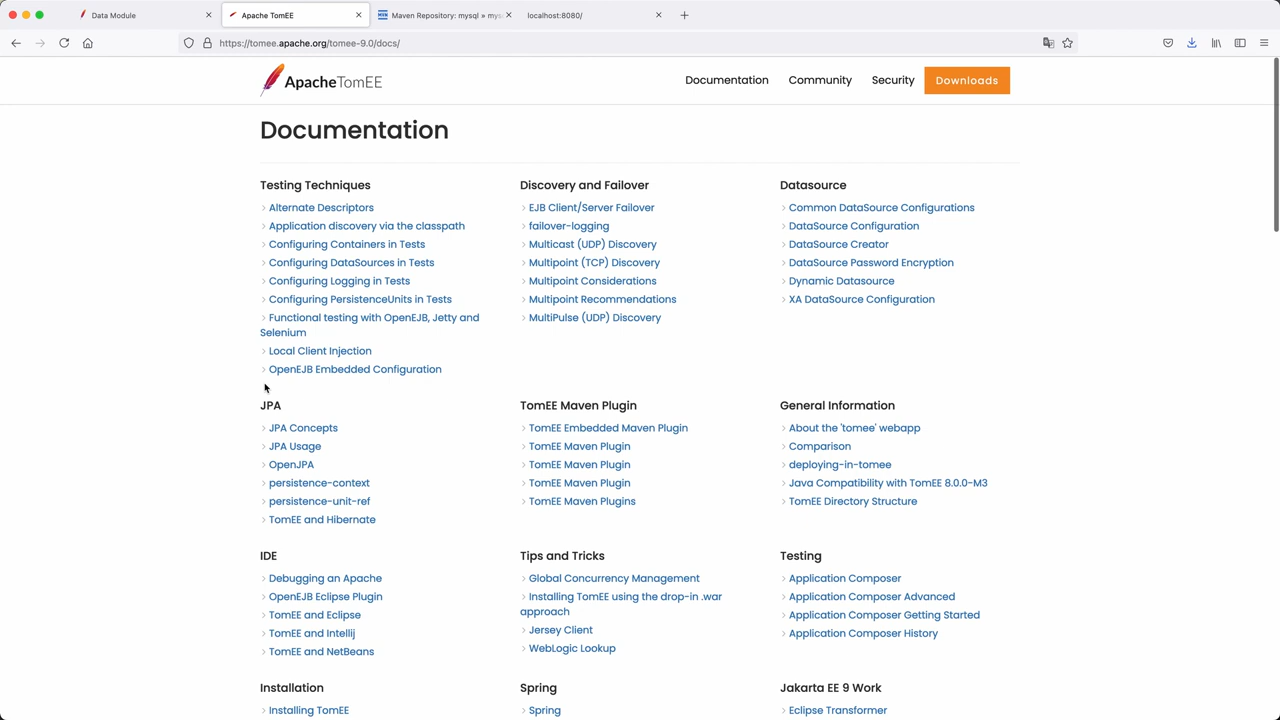 Data Module
Apache TomEE
Maven Repository: mysql » mys
localhost:8080/
https://tomee.apache.org/tomee-9.0/docs/
ApacheTomEE
Documentation
Community
Security
Downloads
Documentation
Testing Techniques
Alternate Descriptors
Application discovery via the classpath
Configuring Containers in Tests
Configuring DataSources in Tests
Configuring Logging in Tests
Configuring PersistenceUnits in Tests
Functional testing with OpenEJB, Jetty and
Selenium
Local Client Injection
OpenEJB Embedded Configuration
Discovery and Failover
EJB Client/Server Failover
failover-logging
Multicast (UDP) Discovery
Multipoint (TCP) Discovery
Multipoint Considerations
Multipoint Recommendations
MultiPulse (UDP) Discovery
Datasource
Common DataSource Configurations
DataSource Configuration
DataSource Creator
DataSource Password Encryption
Dynamic Datasource
XA DataSource Configuration
JPA
JPA Concepts
JPA Usage
OpenJPA
persistence-context
persistence-unit-ref
TomEE and Hibernate
TomEE Maven Plugin
TomEE Embedded Maven Plugin
TomEE Maven Plugin
TomEE Maven Plugin
TomEE Maven Plugin
TomEE Maven Plugins
General Information
About the 'tomee' webapp
Comparison
deploying-in-tomee
Java Compatibility with TomEE 8.0.0-M3
TomEE Directory Structure
IDE
Debugging an Apache
OpenEJB Eclipse Plugin
TomEE and Eclipse
TomEE and Intellij
TomEE and NetBeans
Tips and Tricks
Global Concurrency Management
Installing TomEE using the drop-in .war
approach
Jersey Client
WebLogic Lookup
Testing
Application Composer
Application Composer Advanced
Application Composer Getting Started
Application Composer History
Installation
Installing TomEE
Spring
Spring
Jakarta EE 9 Work
Eclipse Transformer